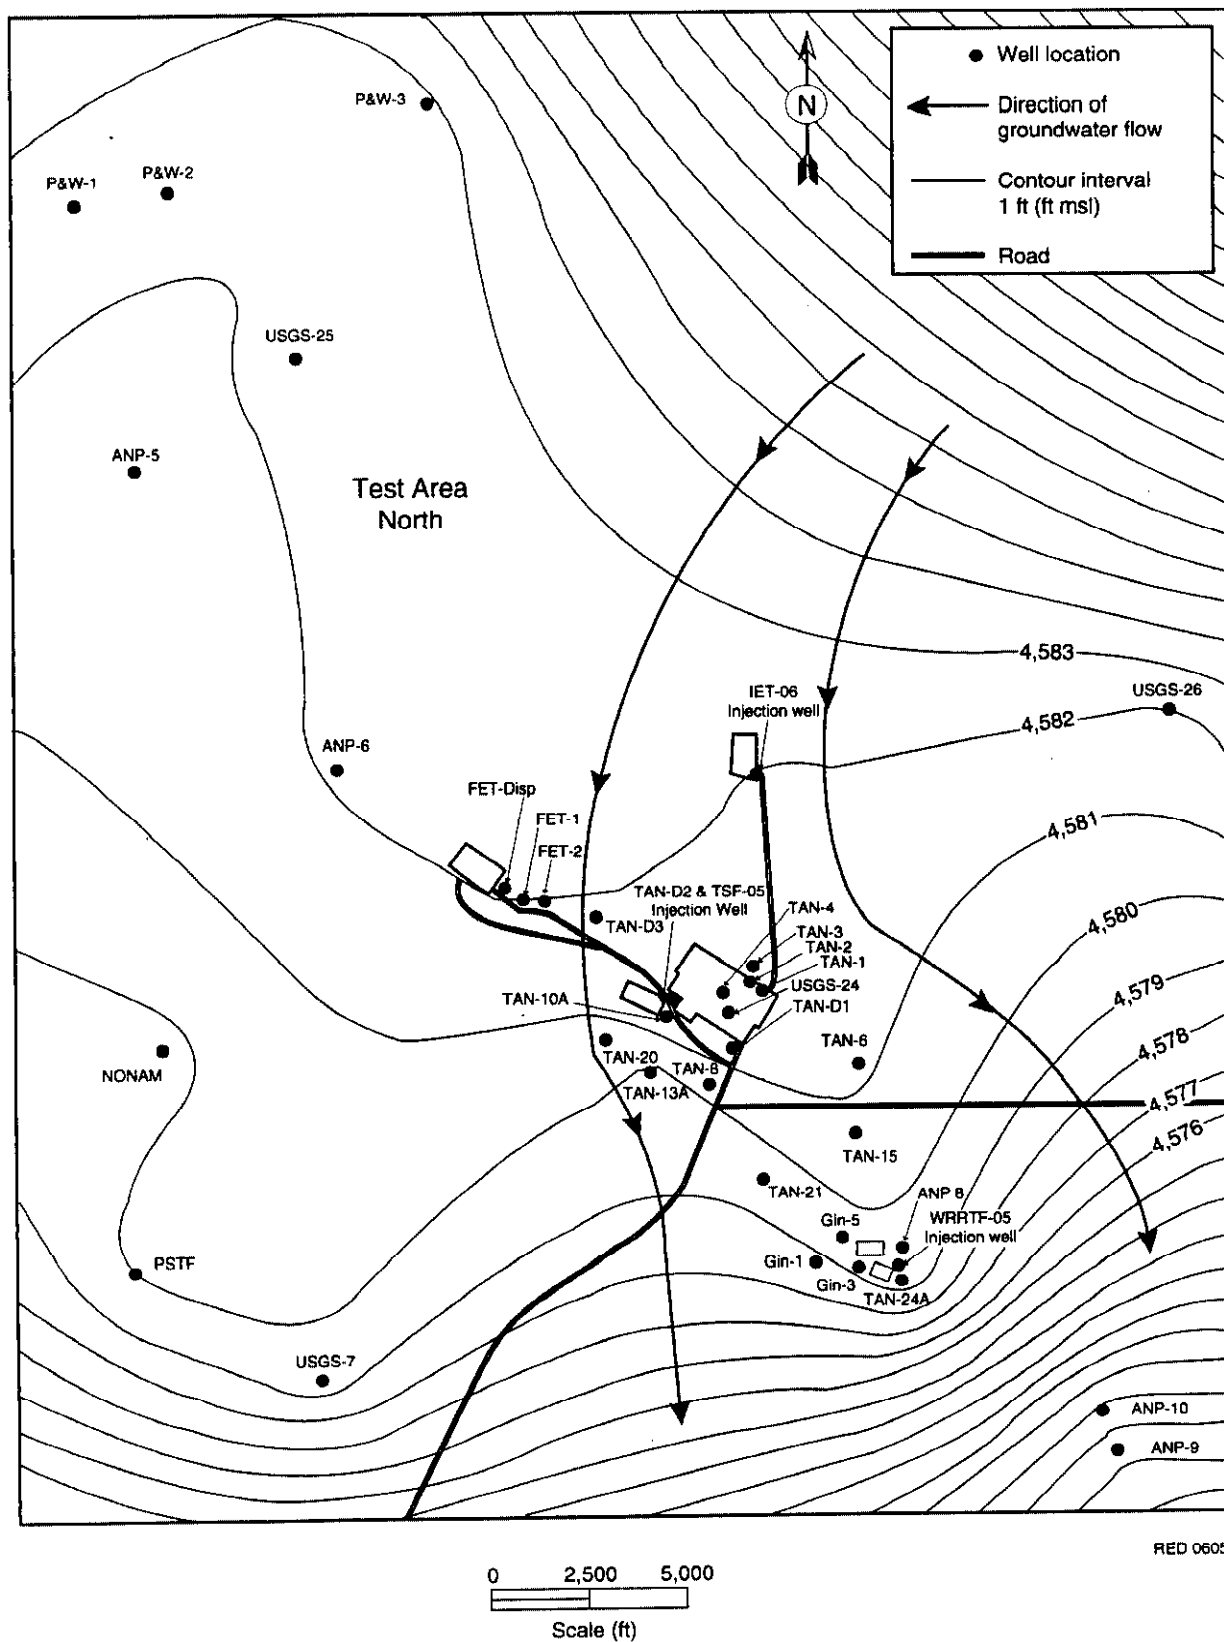 Well location
Direction of
groundwater flow
Contour interval
1 ft (ft msl)
Road
N
P&W-3
P&W-2
P&W-1
USGS-25
ANP-5
Test Area
North
4,583
USGS-26
IET-06
Injection well
4,582
ANP-6
FET-Disp
FET-1
FET-2
4,581
TAN-D2 & TSF-05
Injection Well
TAN-D3
TAN-4
TAN-3
TAN-2
TAN-1
USGS-24
TAN-D1
4,580
4,579
TAN-10A
4,578
TAN-20
TAN-8
TAN-13A
TAN-6
NONAM
4,577
4,576
TAN-15
TAN-21
ANP 8
Gin-5
WRRTF-05
Injection well
Gin-1
Gin-3
TAN-24A
PSTF
USGS-7
ANP-10
ANP-9
RED 0605
0 2,500 5,000
Scale (ft)